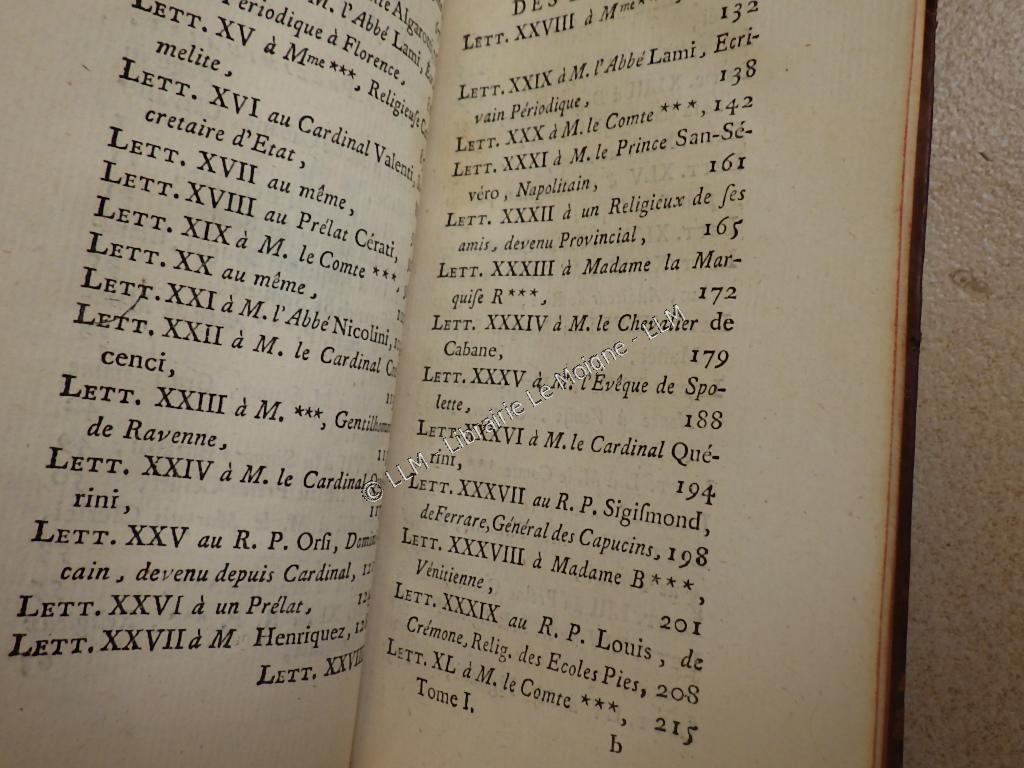 M. l'Abbé Lami,
Périodique à Florence,
LETT. XV à Mme ***, Religieuse
melite,
LETT. XVI au Cardinal Valenti,
cretaire d'Etat,
LETT. XVII au même,
LETT. XVIII au Prélat Cérati,
LETT. XIX à M. le Comte ***,
LETT. XX au même,
LETT. XXI à M. l'Abbé Nicolini,
LETT. XXII à M. le Cardinal
cenci,
LETT. XXIII à M. ***, Gentilhom
de Ravenne,
LETT. XXIV à M. le Cardinal
rini,
LETT. XXV au R. P. Orſi, Domini
cain, devenu depuis Cardinal,
LETT. XXVI à un Prélat,
LETT. XXVII à M Henriquez,
LETT. XXVIII
DES
LETT. XXVIII à Mme ***
132
LETT. XXIX à M. l'Abbé Lami, Ecri-
vain Périodique, 138
LETT. XXX à M. le Comte ***, 142
LETT. XXXI à M. le Prince San-Sé-
véro, Napolitain, 161
LETT. XXXII à un Religieux de ſes
amis, devenu Provincial, 165
LETT. XXXIII à Madame la Mar-
quiſe R***, 172
LETT. XXXIV à M. le Chevalier de
Cabane, 179
LETT. XXXV à M. l'Evêque de Spo-
lette, 188
LETT. XXXVI à M. le Cardinal Qué-
rini, 194
LETT. XXXVII au R. P. Sigiſmond,
de Ferrare, Général des Capucins, 198
LETT. XXXVIII à Madame B***,
Vénitienne, 201
LETT. XXXIX au R. P. Louis, de
Crémone, Relig. des Ecoles Pies, 208
LETT. XL à M. le Comte ***, 215
Tome I.
b
© LLM - Librairie Le Moigne - LLM